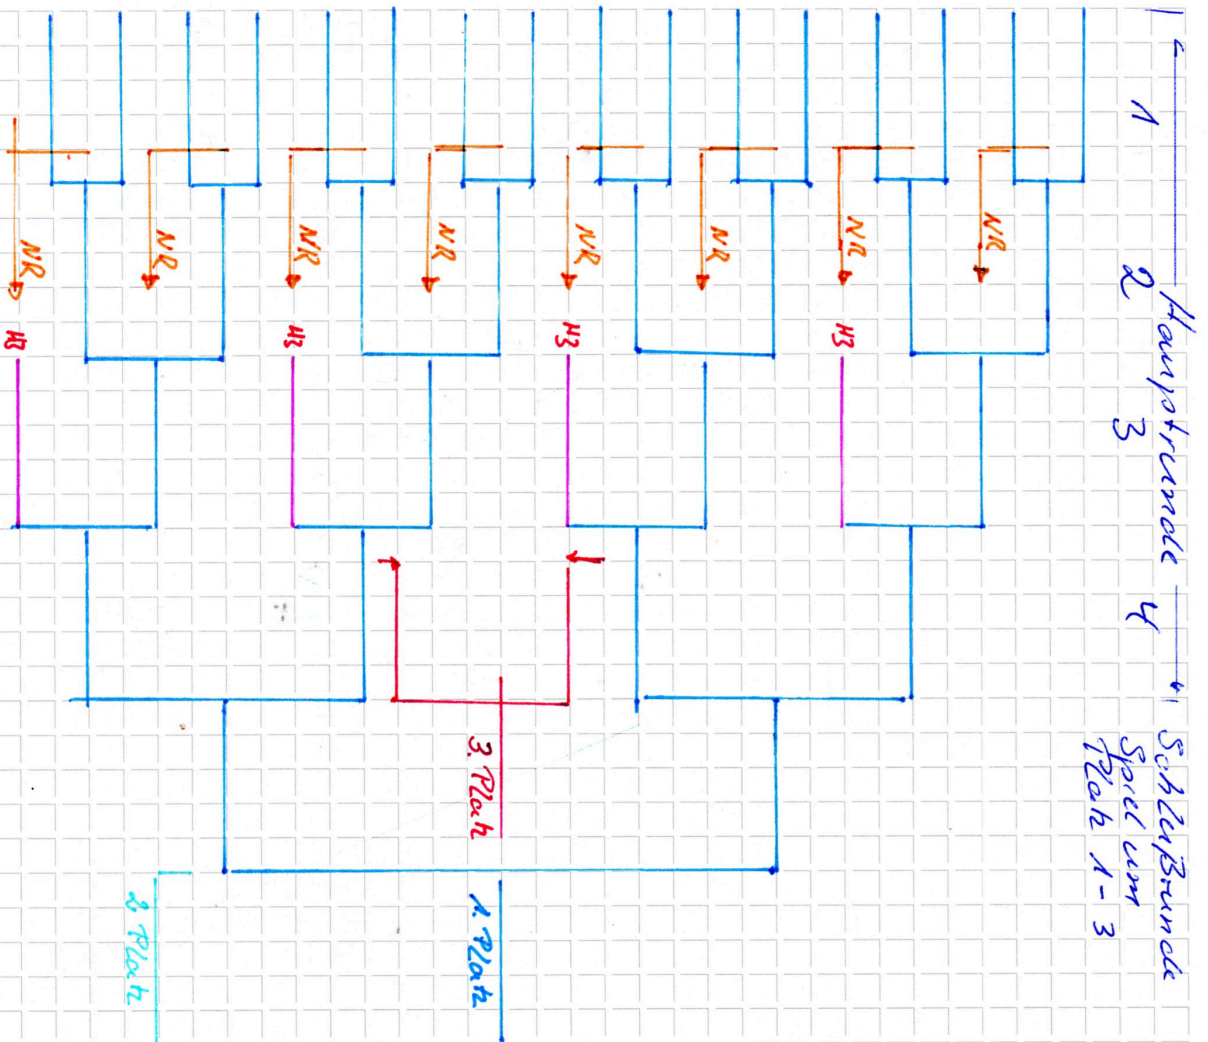 Hauptrunde
1 2 3 4
Schlußrunde
Spiel um
Platz 1-3
NR
NR
NR
NR
NR
NR
NR
NR
H3
H3
H3
H3
3. Platz
1. Platz
2. Platz